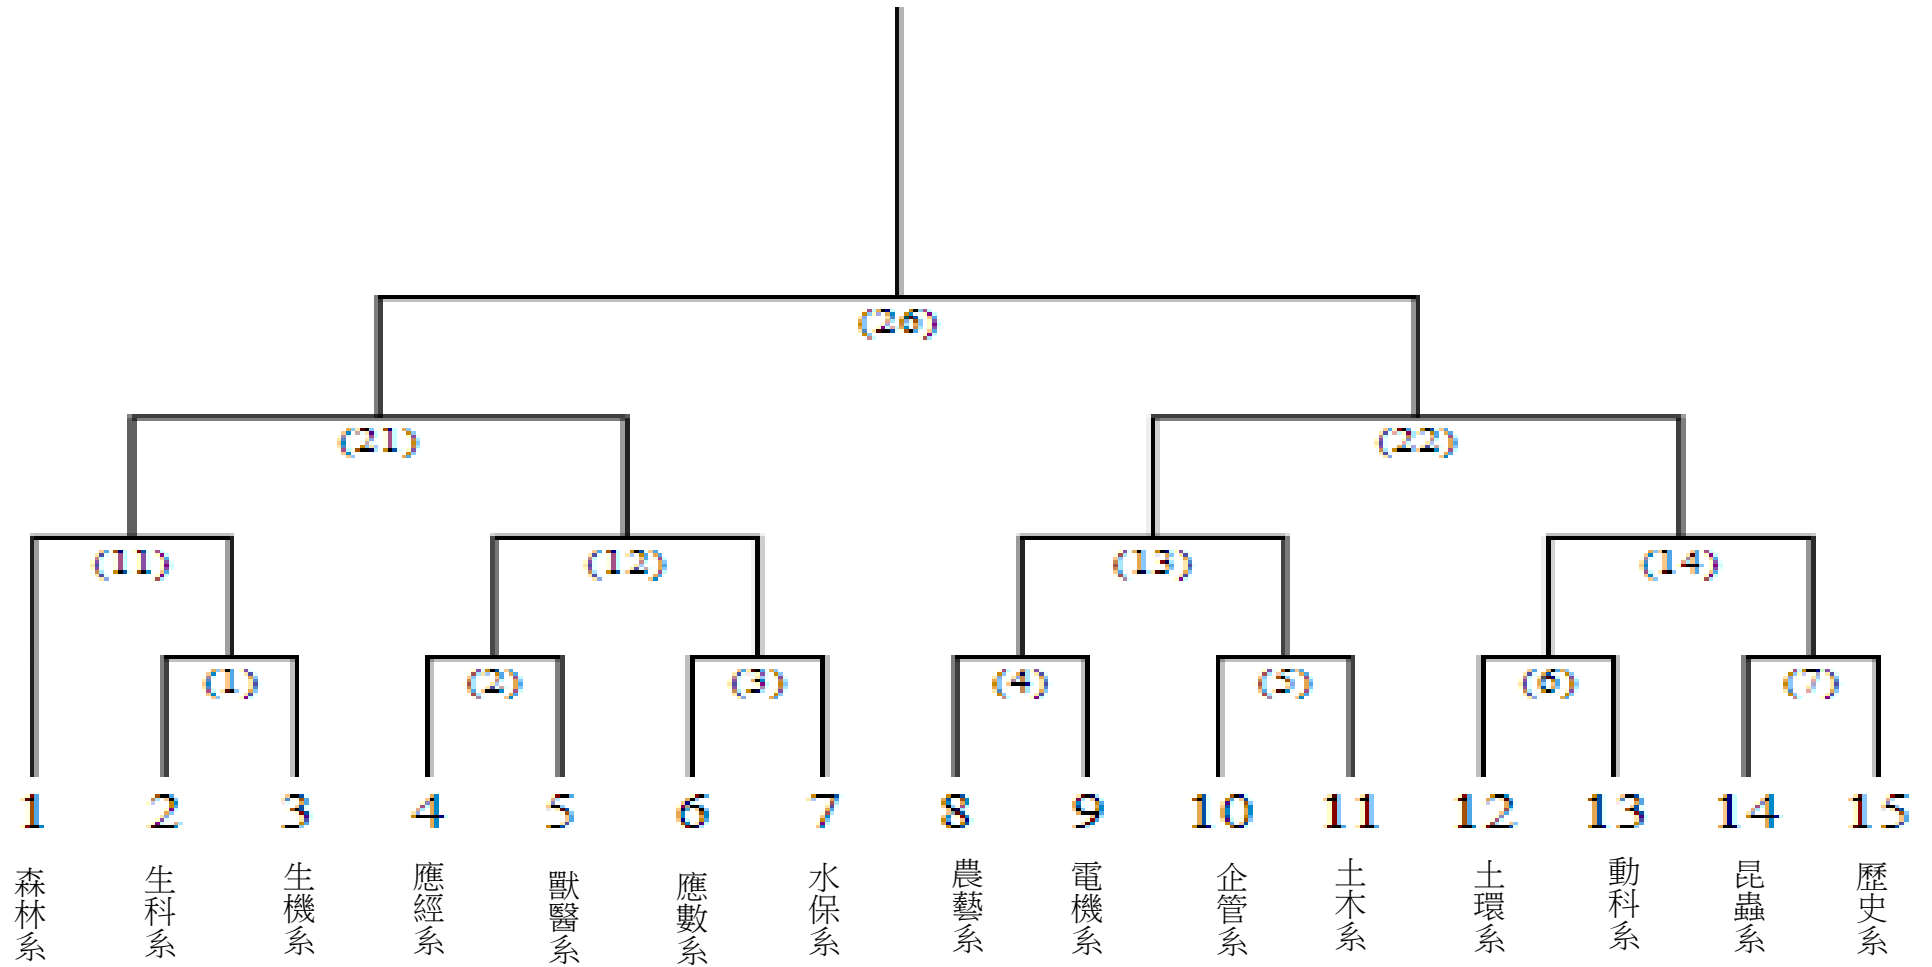 (26)
(21) (22)
(11) (12) (13) (14)
(1) (2) (3) (4) (5) (6) (7)
1 2 3 4 5 6 7 8 9 10 11 12 13 14 15
森林系
生科系
生機系
應經系
獸醫系
應數系
水保系
農藝系
電機系
企管系
土木系
土環系
動科系
昆蟲系
歷史系